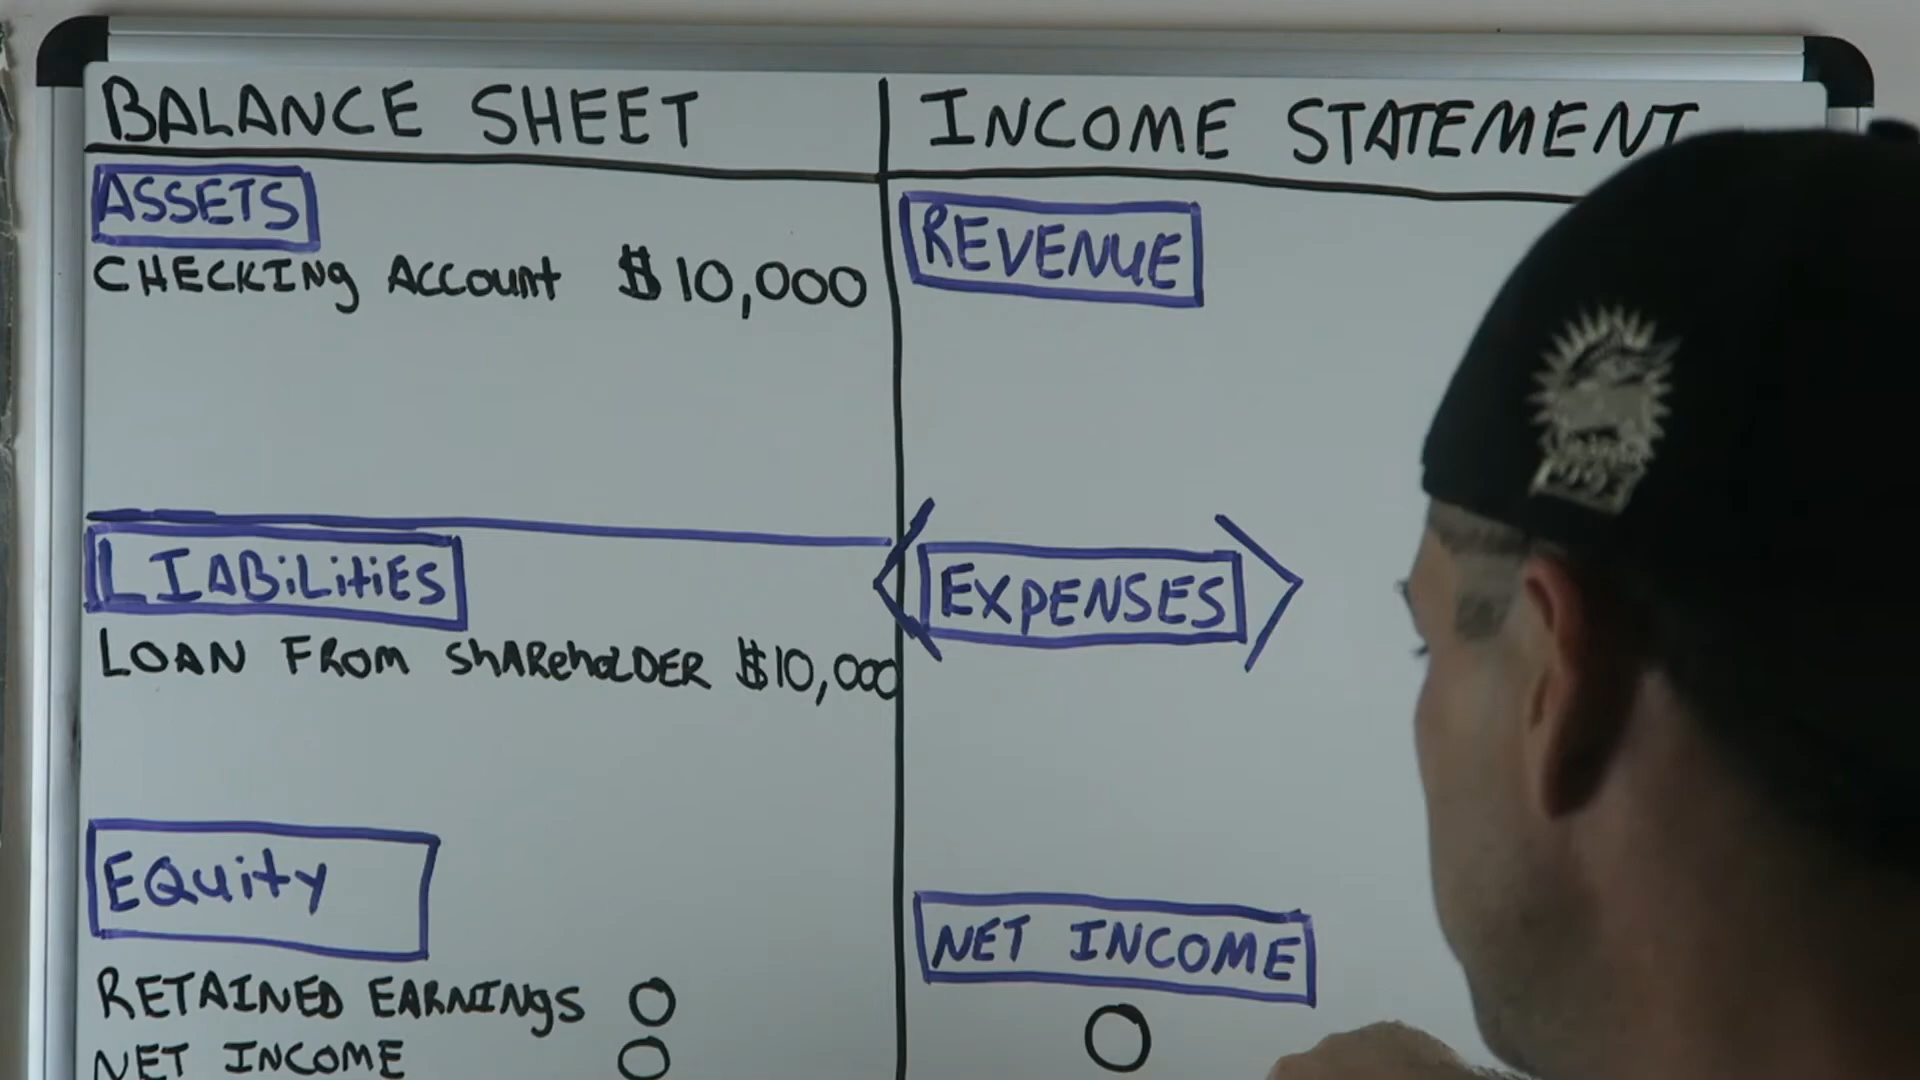 BALANCE SHEET
ASSETS
CHECKING ACCOUNT $10,000
LIABILITIES
LOAN FROM SHAREHOLDER $10,000
EQUITY
RETAINED EARNINGS 0
NET INCOME 0
INCOME STATEMENT
REVENUE
<EXPENSES>
NET INCOME
0